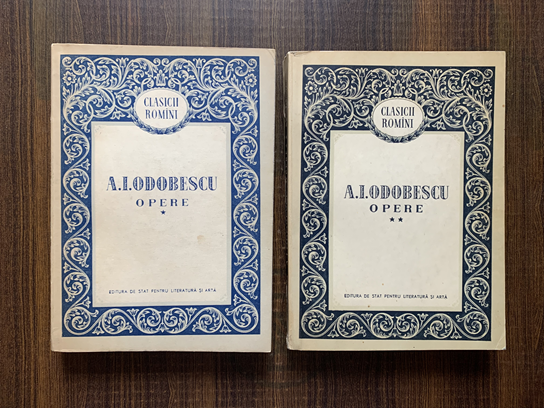 CLASICII
ROMÎNI
A.I.ODOBESCU
OPERE
★
EDITURA DE STAT PENTRU LITERATURĂ ȘI ARTĂ
CLASICII
ROMÎNI
A.I.ODOBESCU
OPERE
★★
EDITURA DE STAT PENTRU LITERATURĂ ȘI ARTĂ